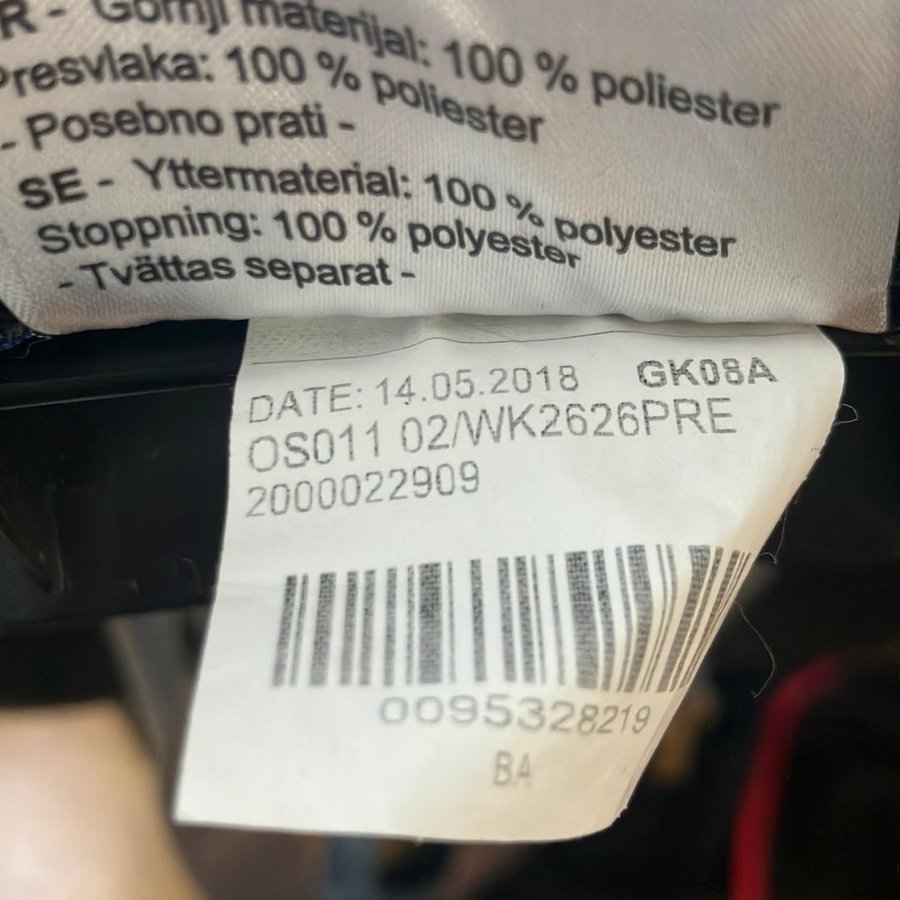 R - Gornji materijal: 100 % poliester
Presvlaka: 100 % poliester
- Posebno prati -
SE - Yttermaterial: 100 % polyester
Stoppning: 100 % polyester
- Tvättas separat -
DATE: 14.05.2018 GK08A
OS011 02/WK2626PRE
2000022909
0095328219
BA